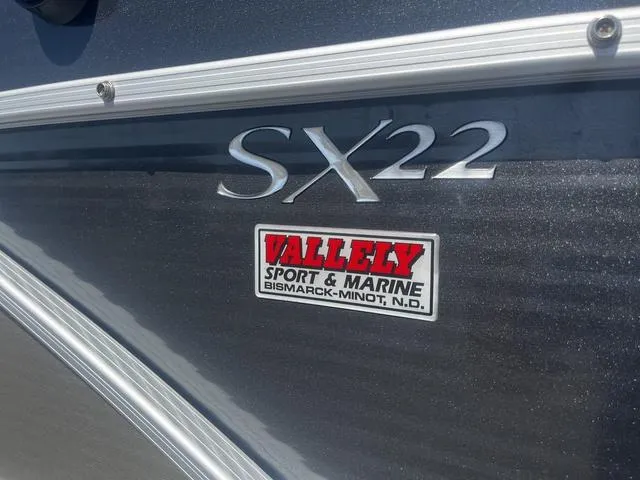 SX22
VALLELY
SPORT & MARINE
BISMARCK-MINOT, N.D.